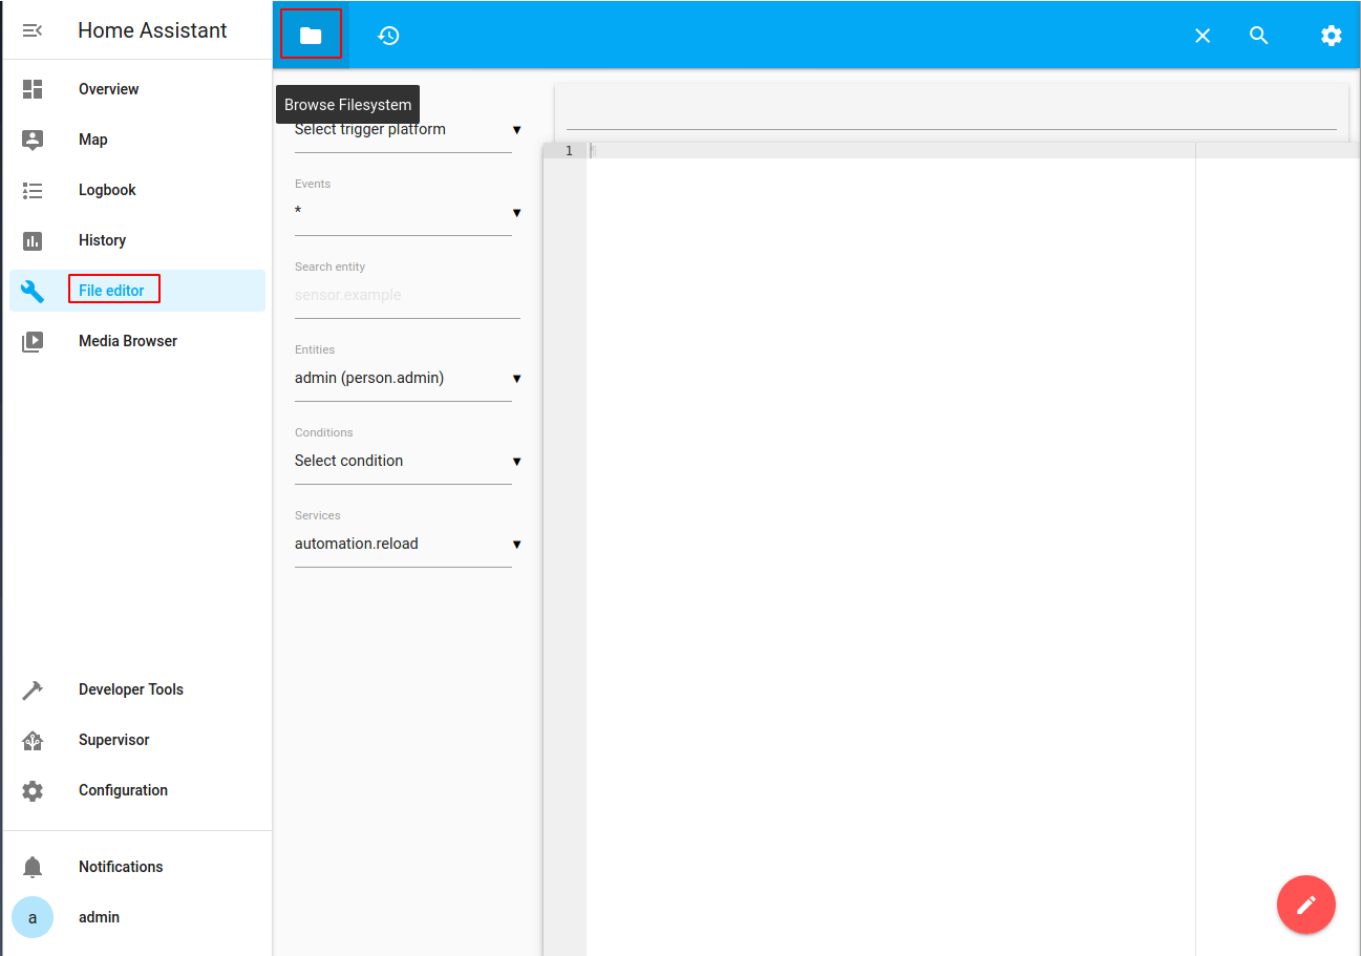 Home Assistant
Overview
Map
Logbook
History
File editor
Media Browser
Developer Tools
Supervisor
Configuration
Notifications
a
admin
Browse Filesystem
Select trigger platform
Events
*
Search entity
sensor.example
Entities
admin (person.admin)
Conditions
Select condition
Services
automation.reload
1